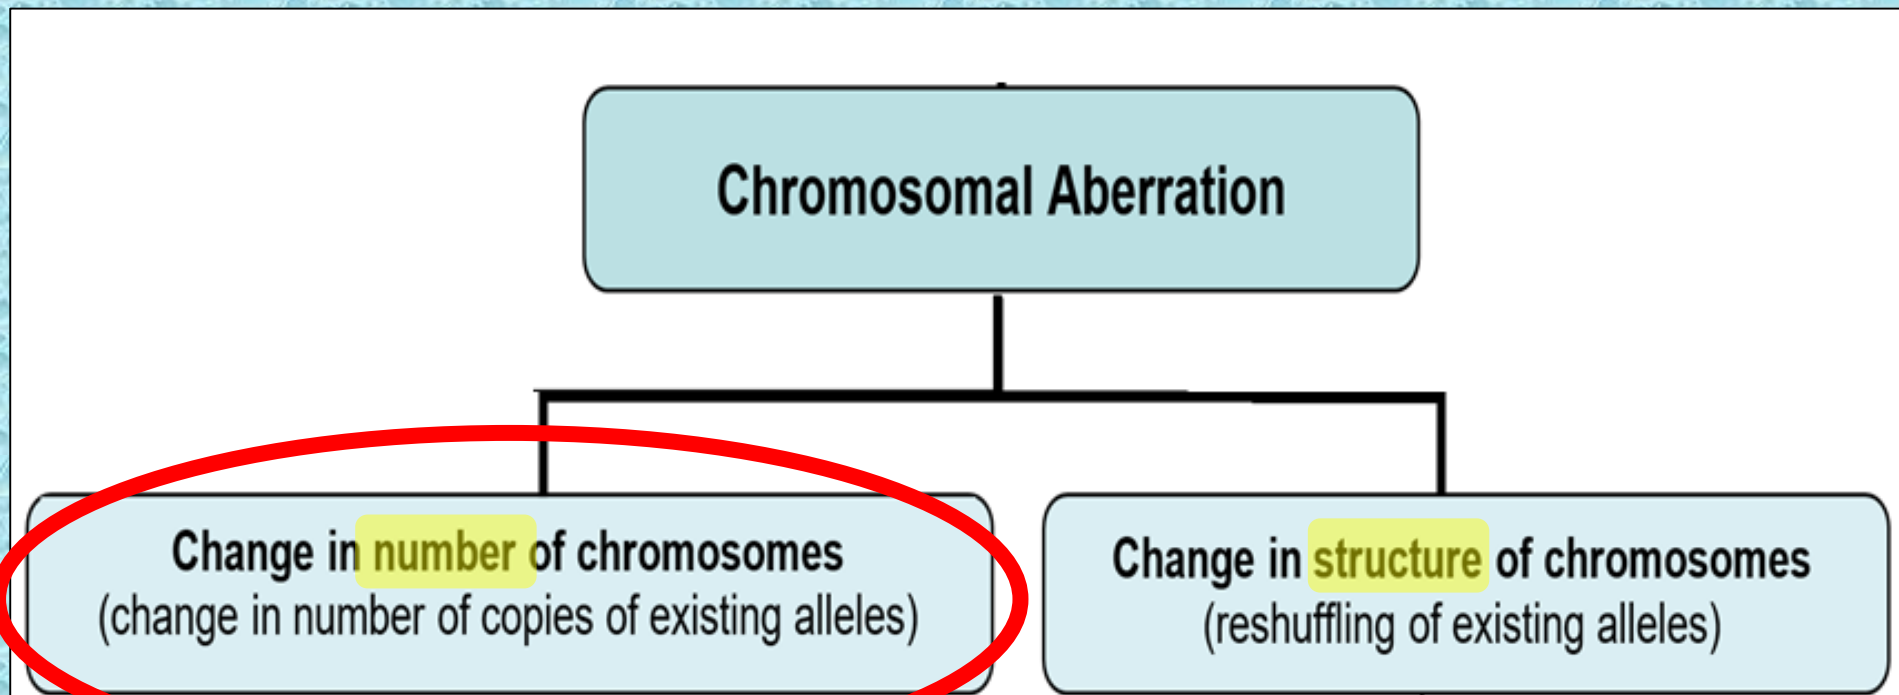 Chromosomal Aberration
Change in number of chromosomes
(change in number of copies of existing alleles)
Change in structure of chromosomes
(reshuffling of existing alleles)